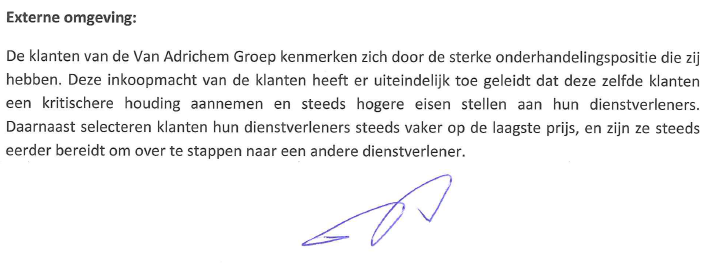 Externe omgeving:
De klanten van de Van Adrichem Groep kenmerken zich door de sterke onderhandelingspositie die zij
hebben. Deze inkoopmacht van de klanten heeft er uiteindelijk toe geleidt dat deze zelfde klanten
een kritischere houding aannemen en steeds hogere eisen stellen aan hun dienstverleners.
Daarnaast selecteren klanten hun dienstverleners steeds vaker op de laagste prijs, en zijn ze steeds
eerder bereidt om over te stappen naar een andere dienstverlener.